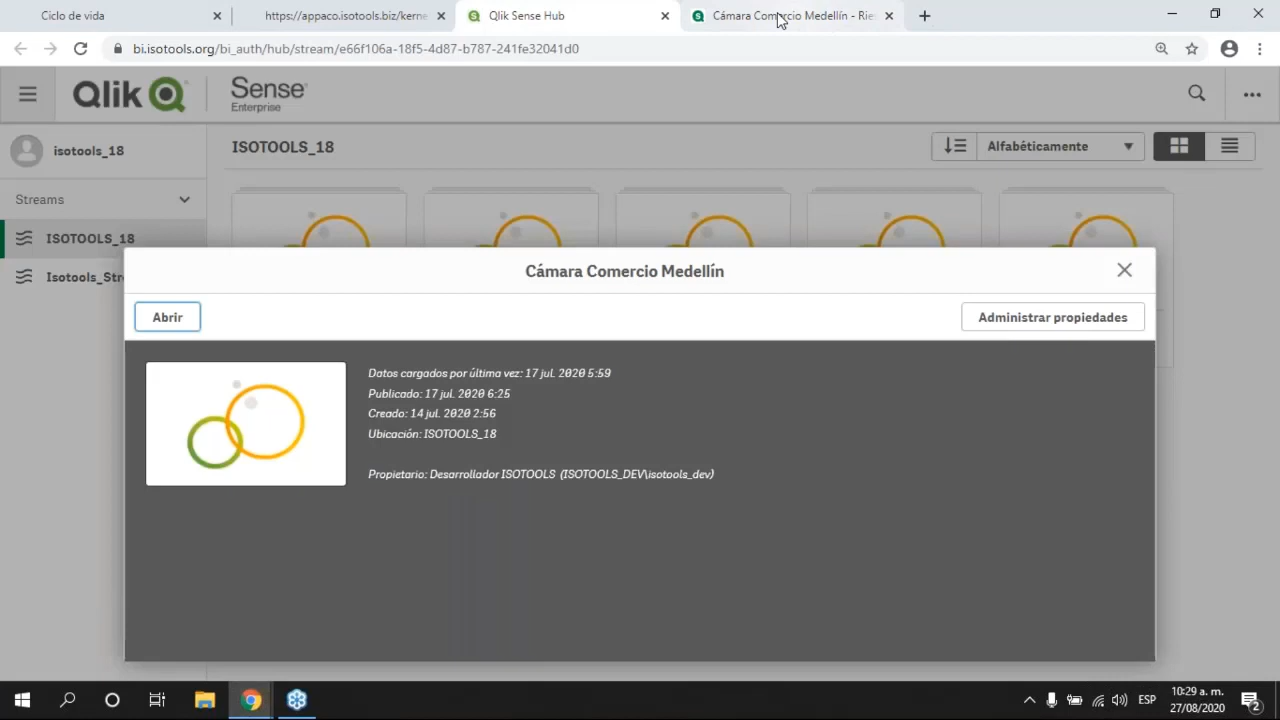 Ciclo de vida
https://appaco.isotools.biz/kerne
Qlik Sense Hub
Cámara Comercio Medellín - Rie
bi.isotools.org/bi_auth/hub/stream/e66f106a-18f5-4d87-b787-241fe32041d0
Qlik
Sense
Enterprise
isotools_18
ISOTOOLS_18
Alfabéticamente
Streams
ISOTOOLS_18
Isotools_Stre
Cámara Comercio Medellín
Abrir
Administrar propiedades
Datos cargados por última vez: 17 jul. 2020 5:59
Publicado: 17 jul. 2020 6:25
Creado: 14 jul. 2020 2:56
Ubicación: ISOTOOLS_18
Propietario: Desarrollador ISOTOOLS (ISOTOOLS_DEV\isotools_dev)
ESP
10:29 a. m.
27/08/2020
2